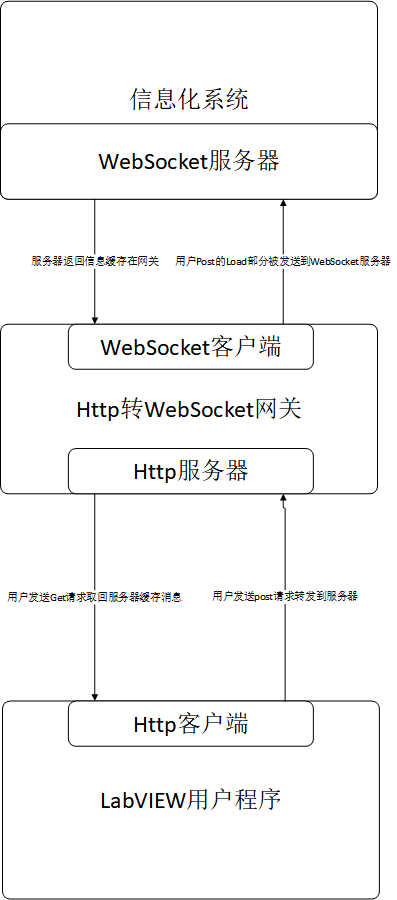 信息化系统
WebSocket服务器
服务器返回信息缓存在网关
用户Post的Load部分被发送到WebSocket服务器
WebSocket客户端
Http转WebSocket网关
Http服务器
用户发送Get请求取回服务器缓存消息
用户发送post请求转发到服务器
Http客户端
LabVIEW用户程序